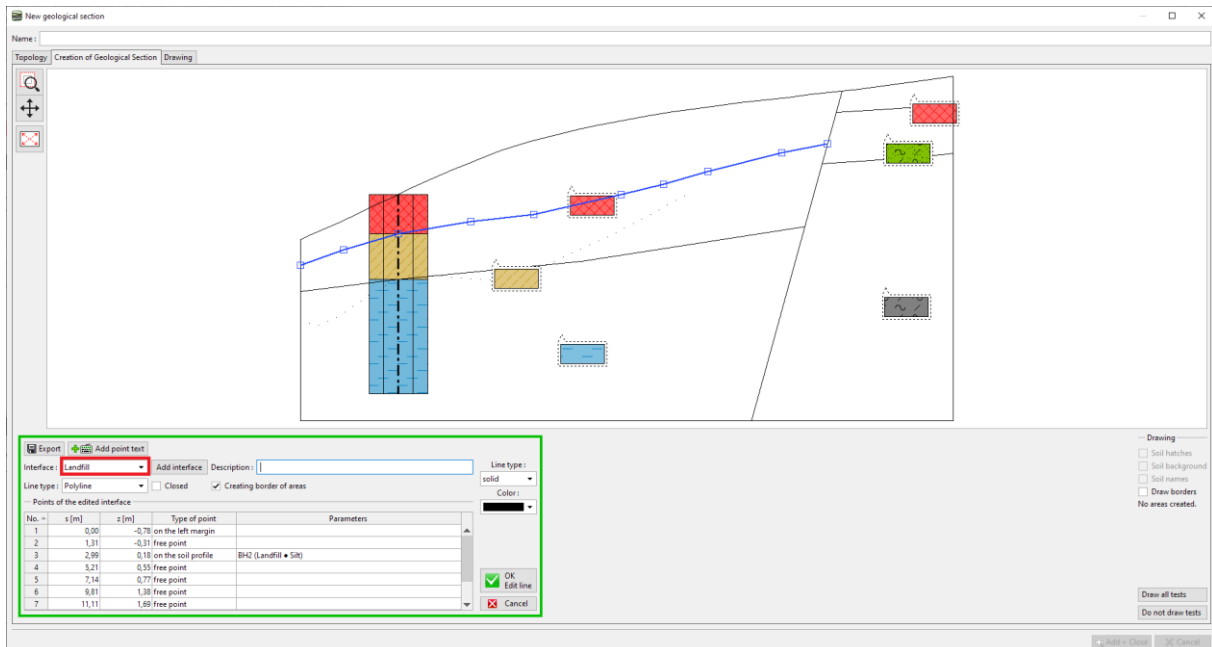 New geological section
Name :
Topology Creation of Geological Section Drawing
Export Add point text
Interface : Landfill Add interface Description :
Line type : Polyline Closed Creating border of areas
Line type :
solid
Color :
Points of the edited interface
No. s [m] z [m] Type of point Parameters
1 0,00 -0,78 on the left margin
2 1,31 -0,31 free point
3 2,99 0,18 on the soil profile BH2 (Landfill ● Silt)
4 5,21 0,55 free point
5 7,14 0,77 free point
6 9,81 1,38 free point
7 11,11 1,69 free point
OK
Edit line
Cancel
Drawing
Soil hatches
Soil background
Soil names
Draw borders
No areas created.
Draw all tests
Do not draw tests
Add + Close Cancel